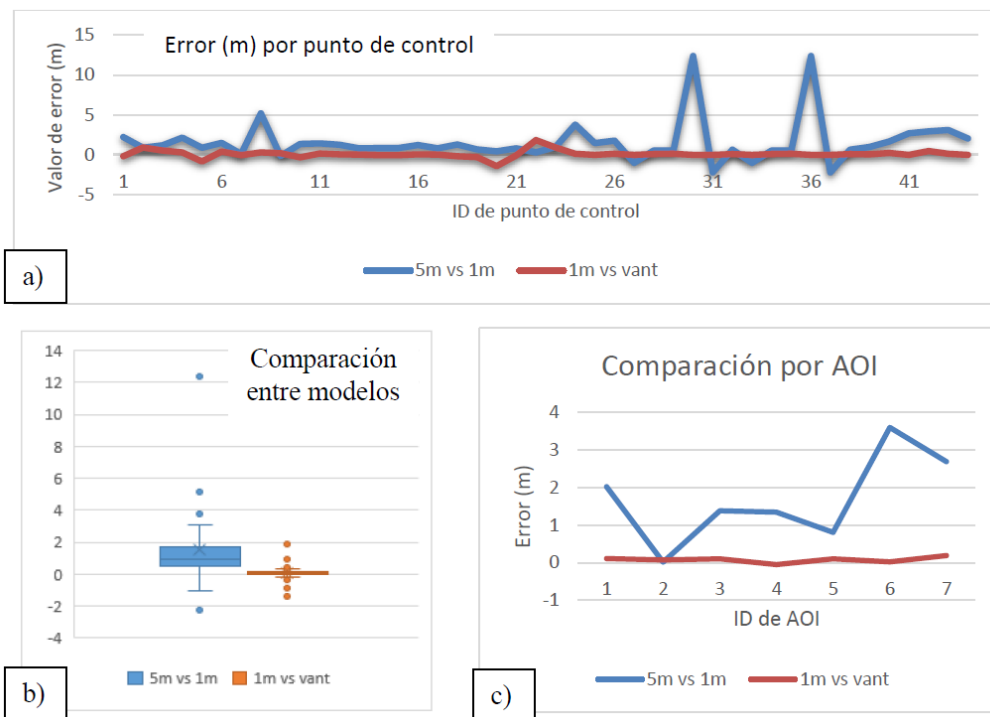 Error (m) por punto de control
Valor de error (m)
15
10
5
0
-5
1 6 11 16 21 26 31 36 41
ID de punto de control
5m vs 1m 1m vs vant
a)
Comparación
entre modelos
14
12
10
8
6
4
2
0
-2
-4
5m vs 1m 1m vs vant
b)
Comparación por AOI
Error (m)
4
3
2
1
0
-1
1 2 3 4 5 6 7
ID de AOI
5m vs 1m 1m vs vant
c)